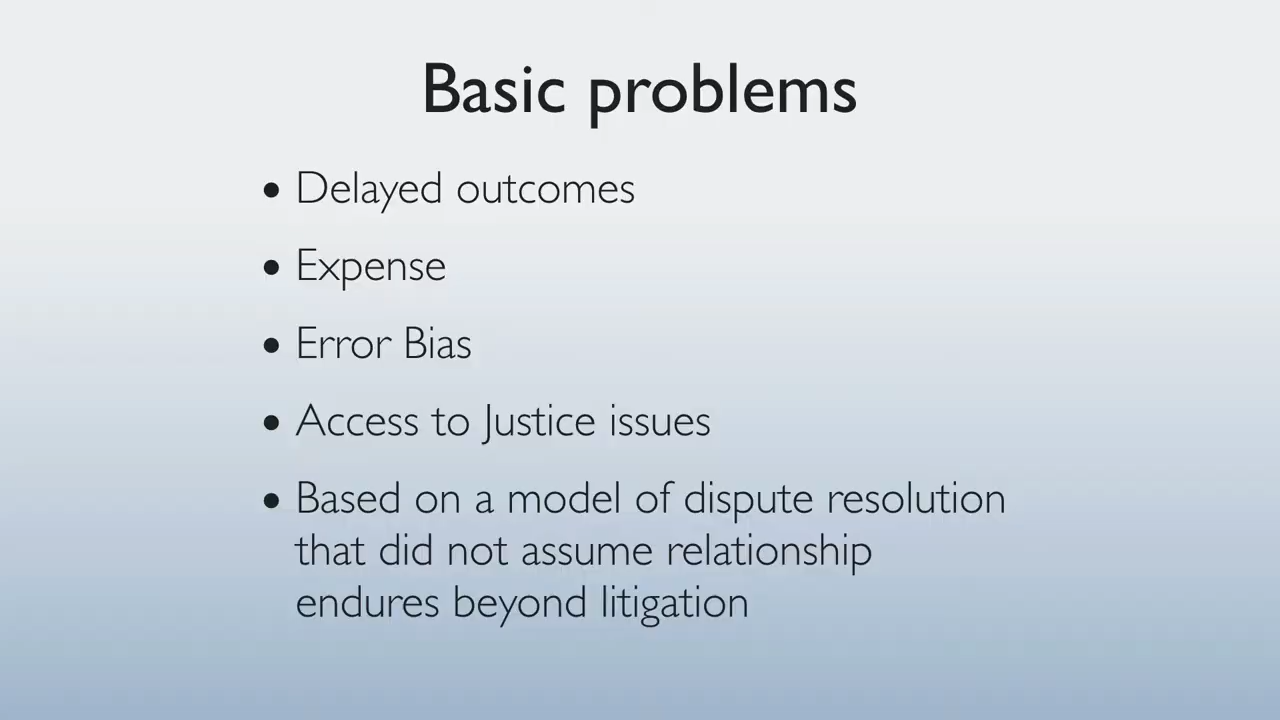 Basic problems
• Delayed outcomes
• Expense
• Error Bias
• Access to Justice issues
• Based on a model of dispute resolution
that did not assume relationship
endures beyond litigation